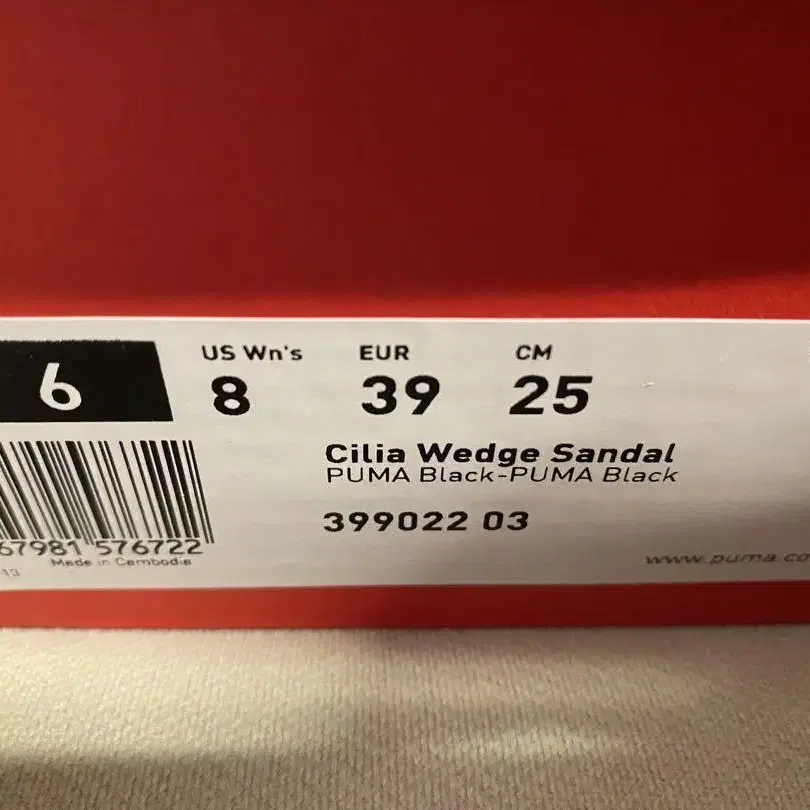 US Wn's EUR CM
6 8 39 25
Cilia Wedge Sandal
PUMA Black-PUMA Black
399022 03
67981 576722
Made in Cambodia
13
www.puma.co